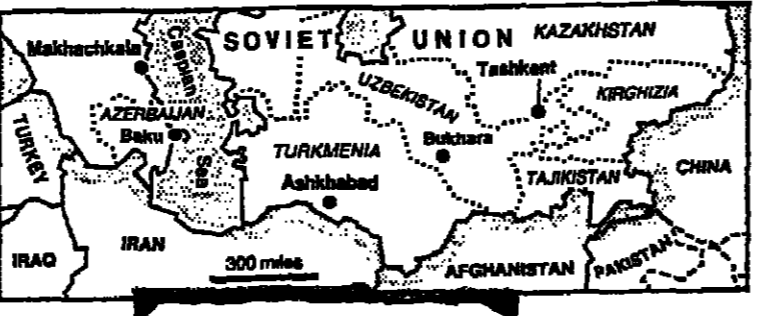 SOVIET UNION
KAZAKHSTAN
Makhachkala
Caspian
Sea
Tashkent
UZBEKISTAN
KIRGHIZIA
AZERBAIJAN
Baku
TURKEY
Bukhara
TURKMENIA
CHINA
Ashkhabad
TAJIKISTAN
IRAN
IRAQ
300 miles
AFGHANISTAN
PAKISTAN